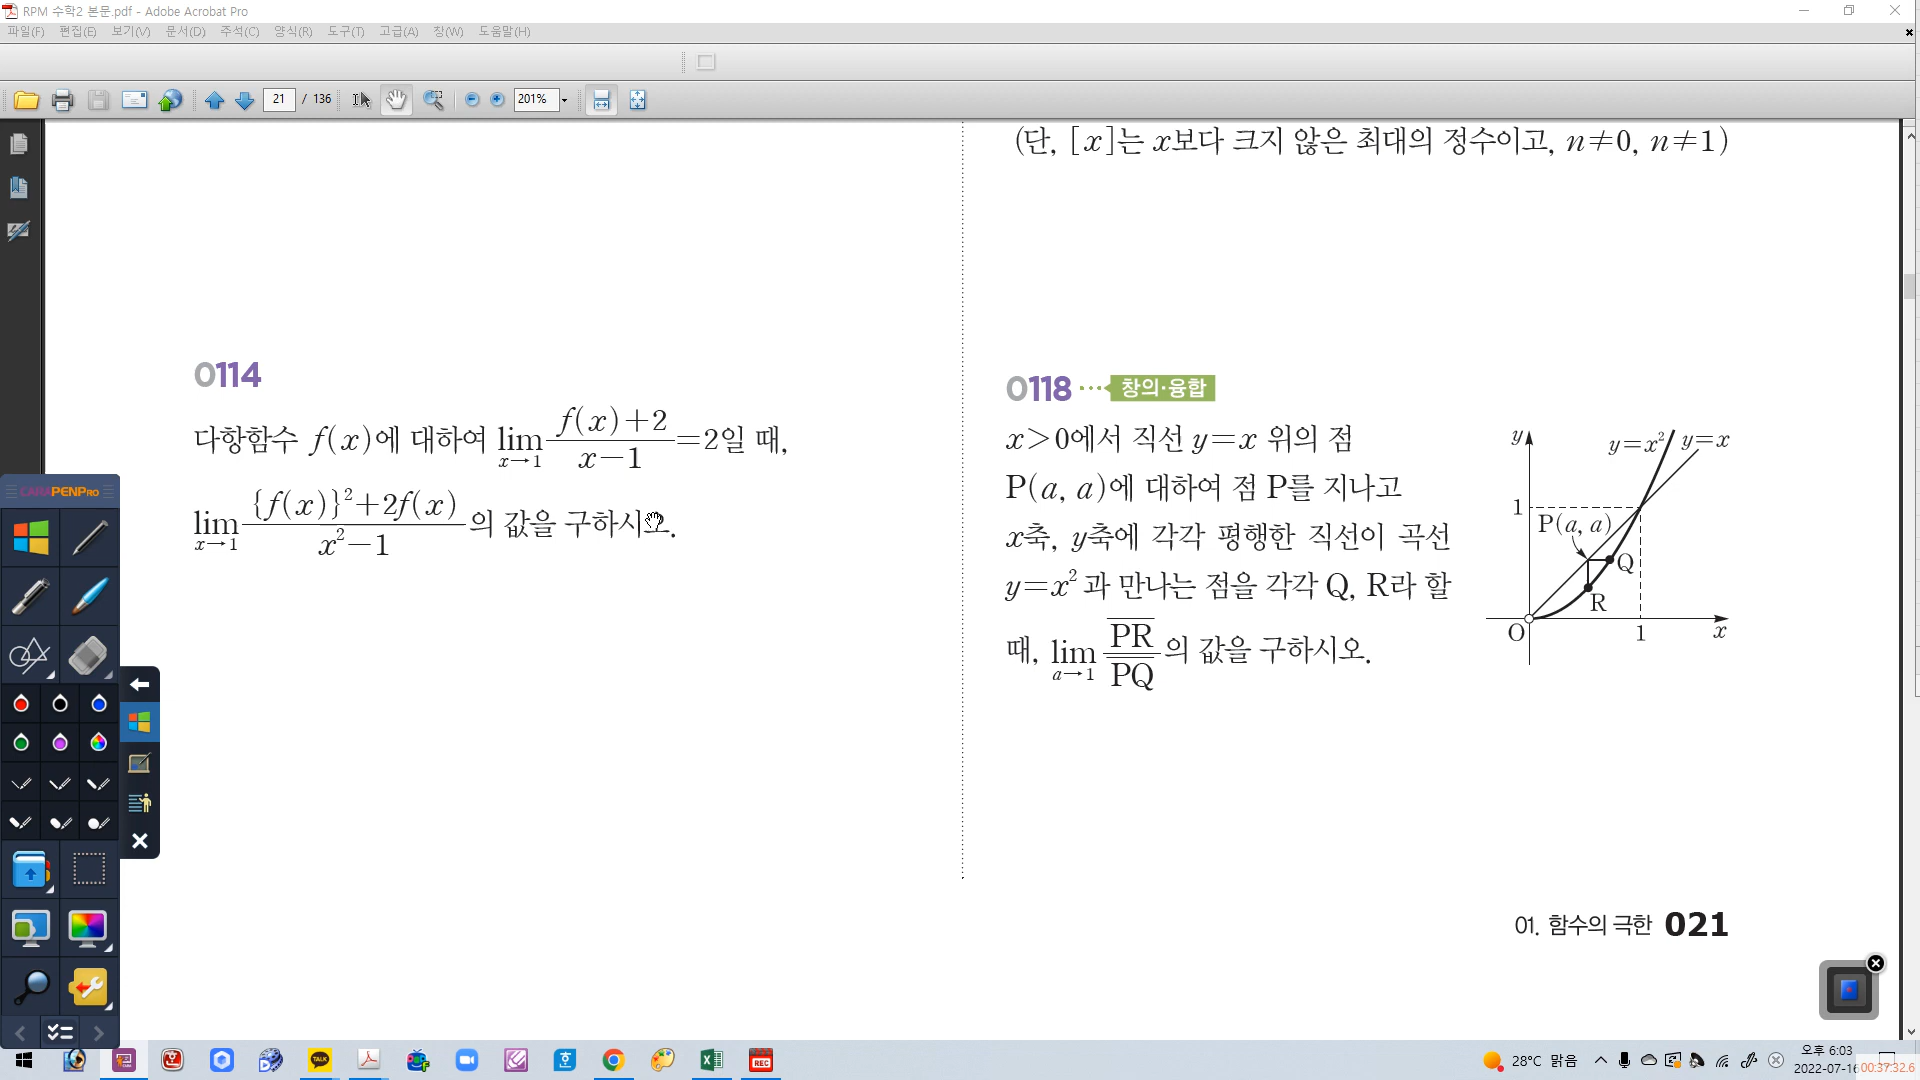 RPM 수학2 본문.pdf - Adobe Acrobat Pro
파일(F) 편집(E) 보기(V) 문서(D) 주석(C) 양식(R) 도구(T) 고급(A) 창(W) 도움말(H)
21 / 136 201%
(단, [x]는 x보다 크지 않은 최대의 정수이고, n≠0, n≠1)
0114
다항함수 f(x)에 대하여 lim x→1 (f(x)+2)/(x−1)=2일 때,
lim x→1 ({f(x)}²+2f(x))/(x²−1)의 값을 구하시오.
0118 창의·융합
x>0에서 직선 y=x 위의 점
P(a, a)에 대하여 점 P를 지나고
x축, y축에 각각 평행한 직선이 곡선
y=x²과 만나는 점을 각각 Q, R라 할
때, lim a→1 PR/PQ의 값을 구하시오.
y y=x² y=x
1
P(a, a)
Q
R
O 1 x
01. 함수의 극한 021
CARAPENPRO
TALK
REC
28°C 맑음
오후 6:03
2022-07-16
00:37:32.6